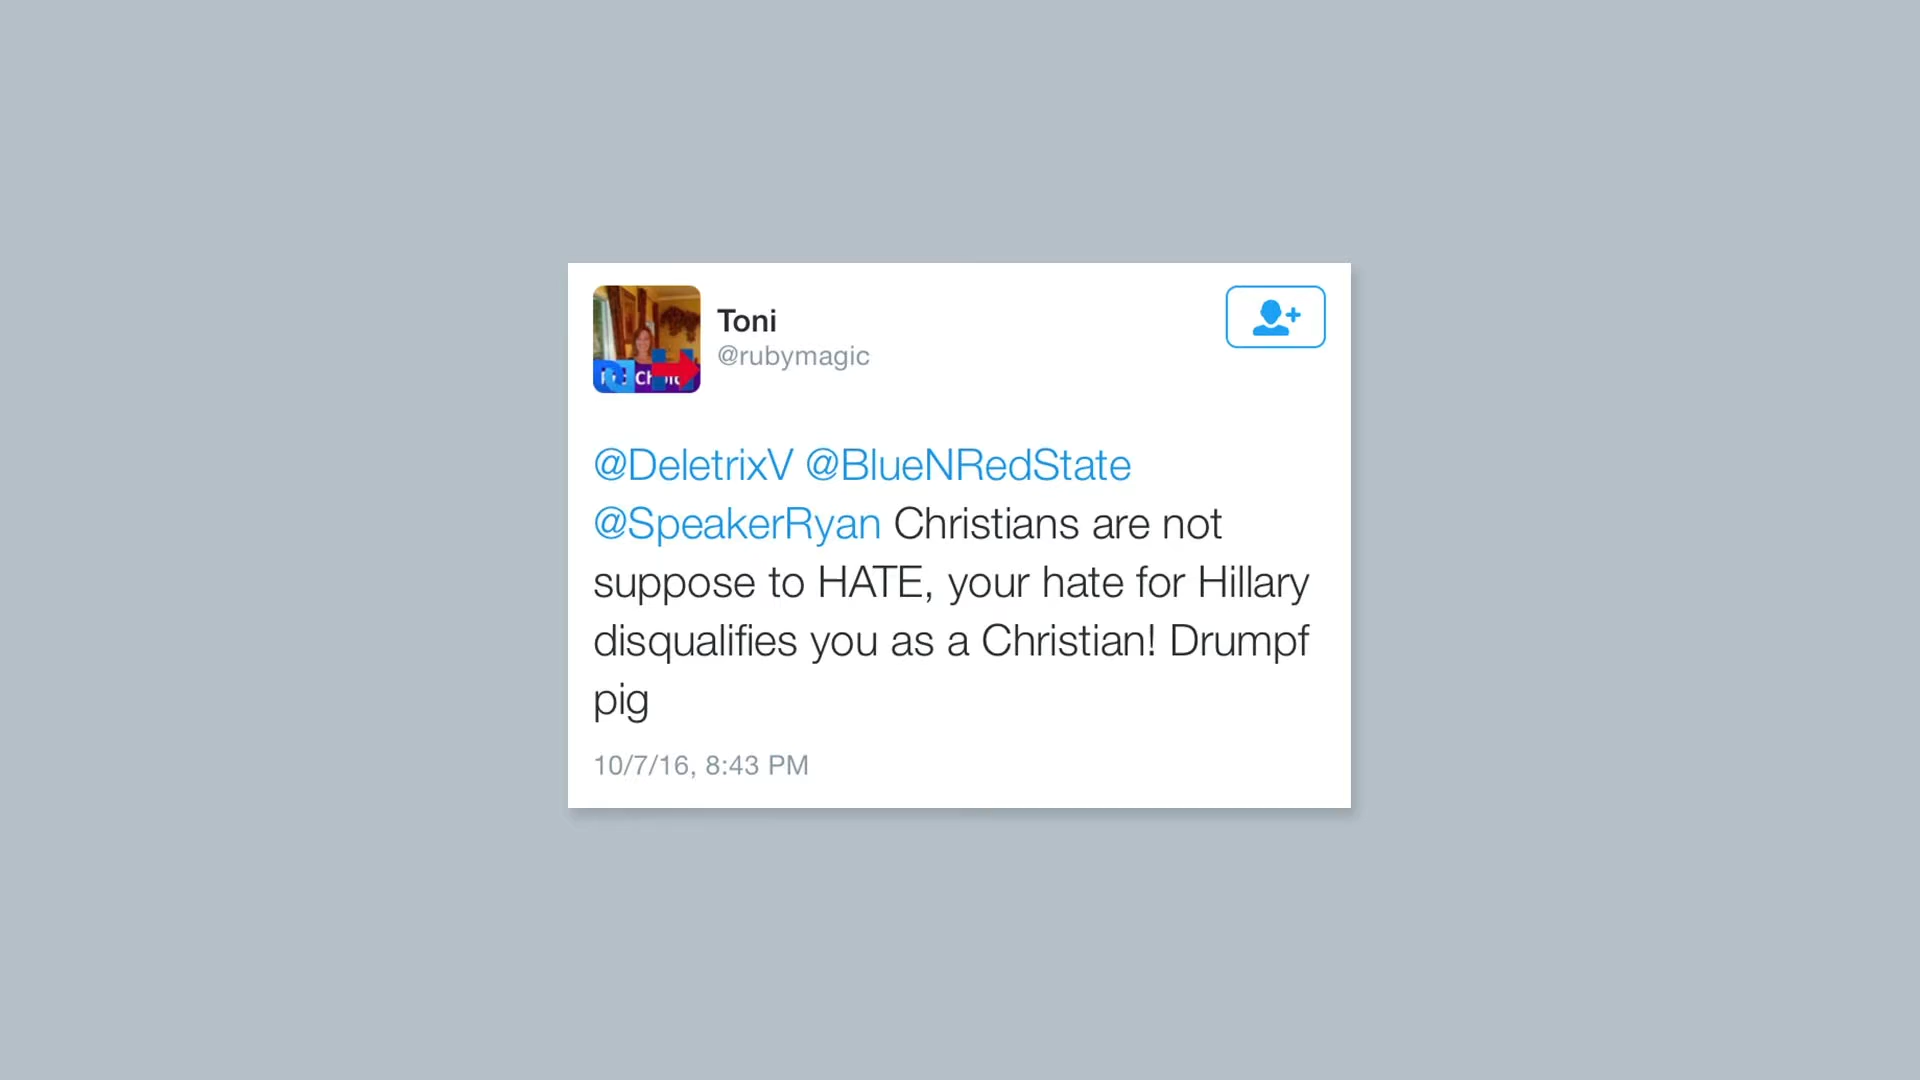 Toni
@rubymagic
@DeletrixV @BlueNRedState
@SpeakerRyan Christians are not
suppose to HATE, your hate for Hillary
disqualifies you as a Christian! Drumpf
pig
10/7/16, 8:43 PM